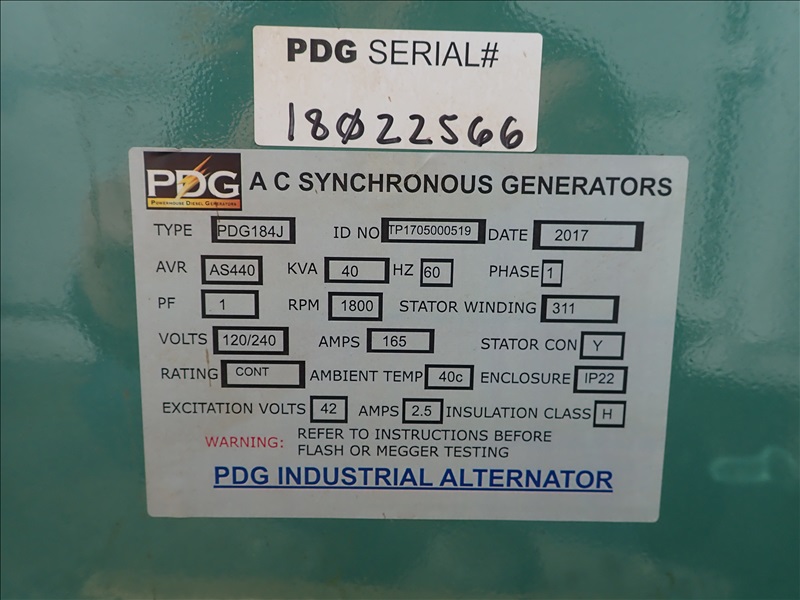 PDG SERIAL#
18022566
PDG
POWERHOUSE DIESEL GENERATORS
A C SYNCHRONOUS GENERATORS
TYPE PDG184J ID NO TP1705000519 DATE 2017
AVR AS440 KVA 40 HZ 60 PHASE 1
PF 1 RPM 1800 STATOR WINDING 311
VOLTS 120/240 AMPS 165 STATOR CON Y
RATING CONT AMBIENT TEMP 40c ENCLOSURE IP22
EXCITATION VOLTS 42 AMPS 2.5 INSULATION CLASS H
WARNING: REFER TO INSTRUCTIONS BEFORE
FLASH OR MEGGER TESTING
PDG INDUSTRIAL ALTERNATOR